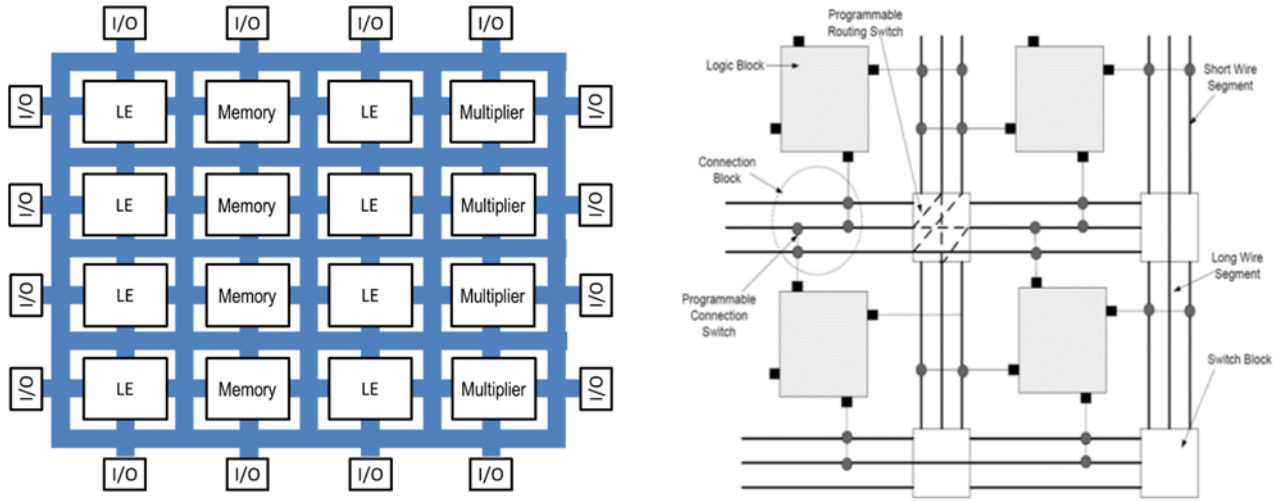 I/O I/O I/O I/O
I/O LE Memory LE Multiplier I/O
I/O LE Memory LE Multiplier I/O
I/O LE Memory LE Multiplier I/O
I/O LE Memory LE Multiplier I/O
I/O I/O I/O I/O
Programmable
Routing Switch
Logic Block
Short Wire
Segment
Connection
Block
Long Wire
Segment
Programmable
Connection
Switch
Switch Block